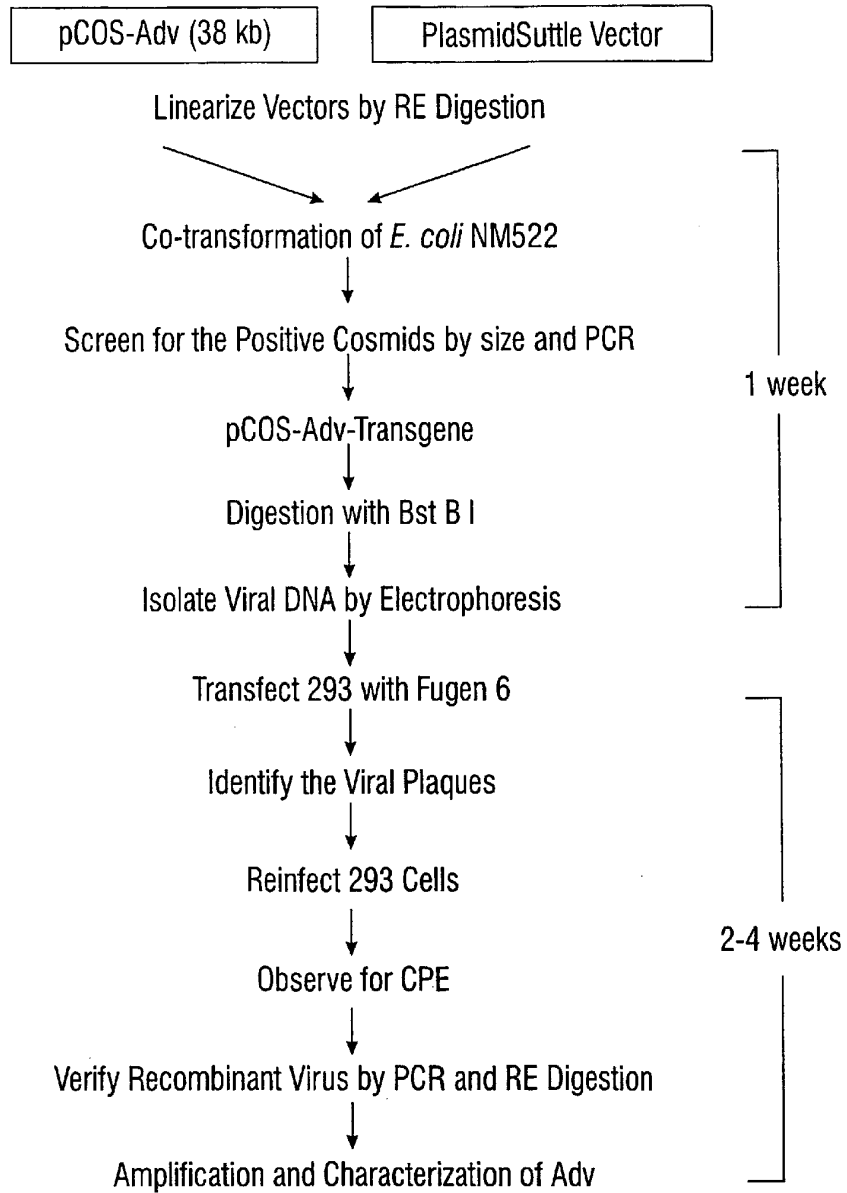 pCOS-Adv (38 kb)
PlasmidSuttle Vector
Linearize Vectors by RE Digestion
Co-transformation of E. coli NM522
Screen for the Positive Cosmids by size and PCR
pCOS-Adv-Transgene
Digestion with Bst B I
Isolate Viral DNA by Electrophoresis
1 week
Transfect 293 with Fugen 6
Identify the Viral Plaques
Reinfect 293 Cells
Observe for CPE
Verify Recombinant Virus by PCR and RE Digestion
Amplification and Characterization of Adv
2-4 weeks